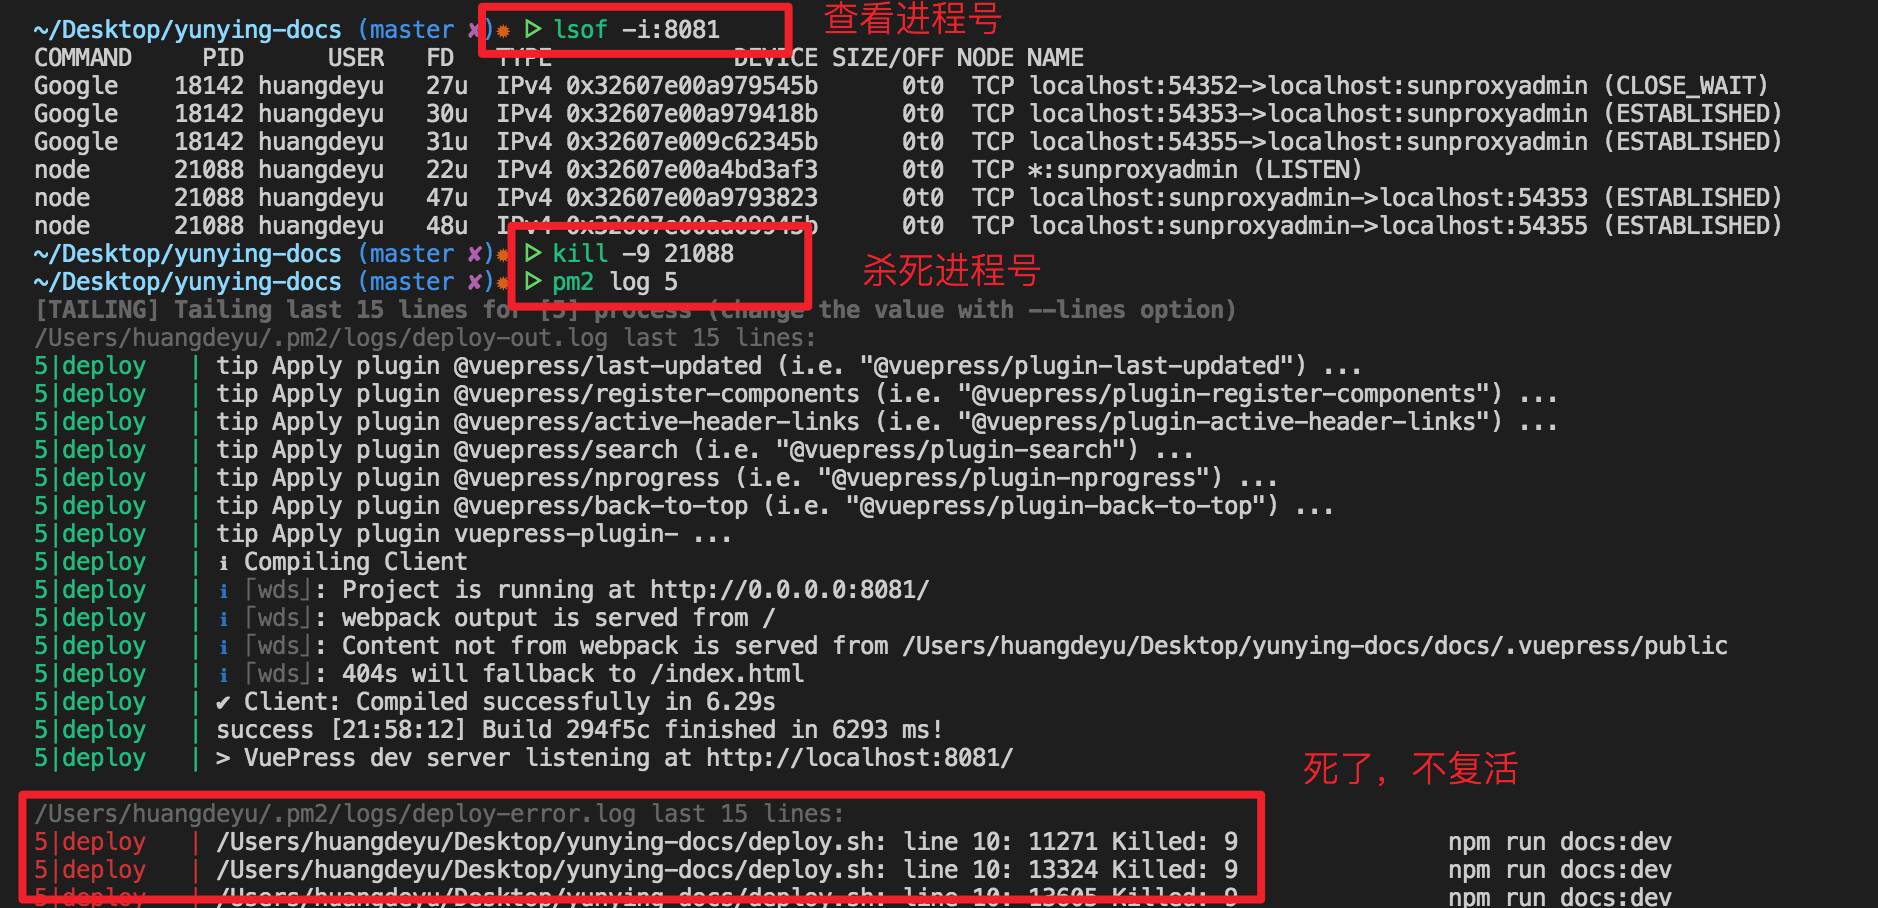 ~/Desktop/yunying-docs (master ✘)✹ ▷ lsof -i:8081 查看进程号
COMMAND     PID      USER   FD   TYPE             DEVICE SIZE/OFF NODE NAME
Google    18142 huangdeyu   27u  IPv4 0x32607e00a979545b      0t0  TCP localhost:54352->localhost:sunproxyadmin (CLOSE_WAIT)
Google    18142 huangdeyu   30u  IPv4 0x32607e00a979418b      0t0  TCP localhost:54353->localhost:sunproxyadmin (ESTABLISHED)
Google    18142 huangdeyu   31u  IPv4 0x32607e009c62345b      0t0  TCP localhost:54355->localhost:sunproxyadmin (ESTABLISHED)
node      21088 huangdeyu   22u  IPv4 0x32607e00a4bd3af3      0t0  TCP *:sunproxyadmin (LISTEN)
node      21088 huangdeyu   47u  IPv4 0x32607e00a9793823      0t0  TCP localhost:sunproxyadmin->localhost:54353 (ESTABLISHED)
node      21088 huangdeyu   48u  IPv4 0x32607e00aa09945b      0t0  TCP localhost:sunproxyadmin->localhost:54355 (ESTABLISHED)
~/Desktop/yunying-docs (master ✘)✹ ▷ kill -9 21088
杀死进程号
~/Desktop/yunying-docs (master ✘)✹ ▷ pm2 log 5
[TAILING] Tailing last 15 lines for [5] process (change the value with --lines option)
/Users/huangdeyu/.pm2/logs/deploy-out.log last 15 lines:
5|deploy   | tip Apply plugin @vuepress/last-updated (i.e. "@vuepress/plugin-last-updated") ...
5|deploy   | tip Apply plugin @vuepress/register-components (i.e. "@vuepress/plugin-register-components") ...
5|deploy   | tip Apply plugin @vuepress/active-header-links (i.e. "@vuepress/plugin-active-header-links") ...
5|deploy   | tip Apply plugin @vuepress/search (i.e. "@vuepress/plugin-search") ...
5|deploy   | tip Apply plugin @vuepress/nprogress (i.e. "@vuepress/plugin-nprogress") ...
5|deploy   | tip Apply plugin @vuepress/back-to-top (i.e. "@vuepress/plugin-back-to-top") ...
5|deploy   | tip Apply plugin vuepress-plugin- ...
5|deploy   | ℹ Compiling Client
5|deploy   | ℹ ｢wds｣: Project is running at http://0.0.0.0:8081/
5|deploy   | ℹ ｢wds｣: webpack output is served from /
5|deploy   | ℹ ｢wds｣: Content not from webpack is served from /Users/huangdeyu/Desktop/yunying-docs/docs/.vuepress/public
5|deploy   | ℹ ｢wds｣: 404s will fallback to /index.html
5|deploy   | ✔ Client: Compiled successfully in 6.29s
5|deploy   | success [21:58:12] Build 294f5c finished in 6293 ms!
5|deploy   | > VuePress dev server listening at http://localhost:8081/
死了，不复活
/Users/huangdeyu/.pm2/logs/deploy-error.log last 15 lines:
5|deploy   | /Users/huangdeyu/Desktop/yunying-docs/deploy.sh: line 10: 11271 Killed: 9               npm run docs:dev
5|deploy   | /Users/huangdeyu/Desktop/yunying-docs/deploy.sh: line 10: 13324 Killed: 9               npm run docs:dev
5|deploy   | /Users/huangdeyu/Desktop/yunying-docs/deploy.sh: line 10: 13605 Killed: 9               npm run docs:dev